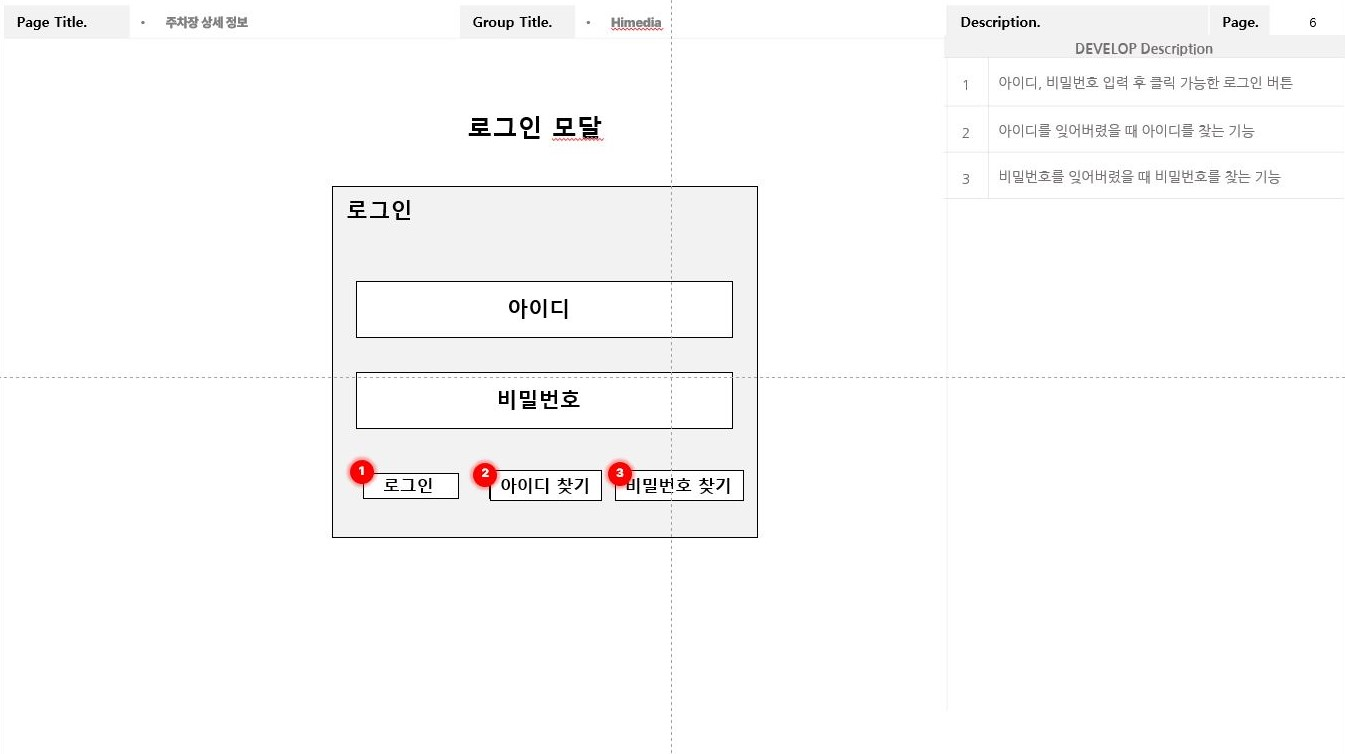 Page Title. • 주차장 상세 정보 Group Title. • Himedia Description. Page. 6
DEVELOP Description
1 아이디, 비밀번호 입력 후 클릭 가능한 로그인 버튼
2 아이디를 잊어버렸을 때 아이디를 찾는 기능
3 비밀번호를 잊어버렸을 때 비밀번호를 찾는 기능
로그인 모달
로그인
아이디
비밀번호
1 로그인
2 아이디 찾기
3 비밀번호 찾기